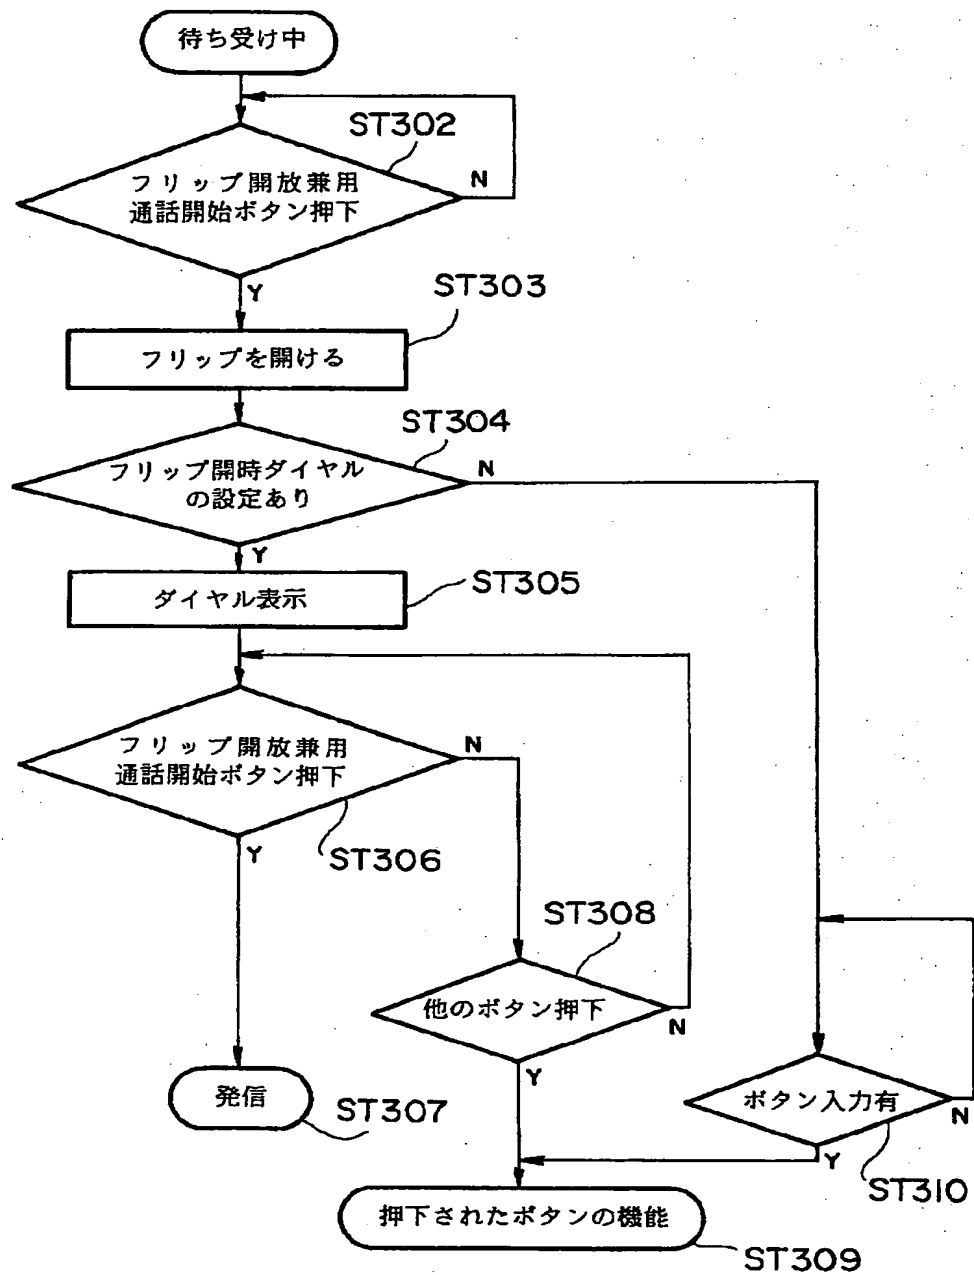 待ち受け中
ST302
フリップ開放兼用
通話開始ボタン押下
N
Y
ST303
フリップを開ける
ST304
フリップ開時ダイヤル
の設定あり
N
Y
ST305
ダイヤル表示
フリップ開放兼用
通話開始ボタン押下
N
Y
ST306
ST308
他のボタン押下
N
Y
発信
ST307
ボタン入力有
N
Y
ST310
押下されたボタンの機能
ST309